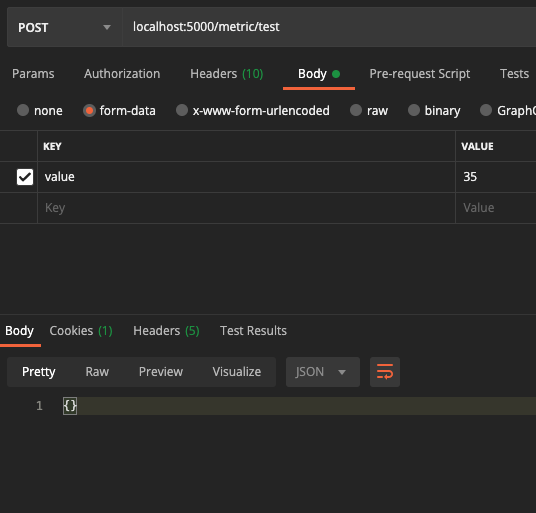 POST localhost:5000/metric/test
Params Authorization Headers (10) Body Pre-request Script Tests
none form-data x-www-form-urlencoded raw binary GraphQ
KEY VALUE
value 35
Key Value
Body Cookies (1) Headers (5) Test Results
Pretty Raw Preview Visualize JSON
1 {}